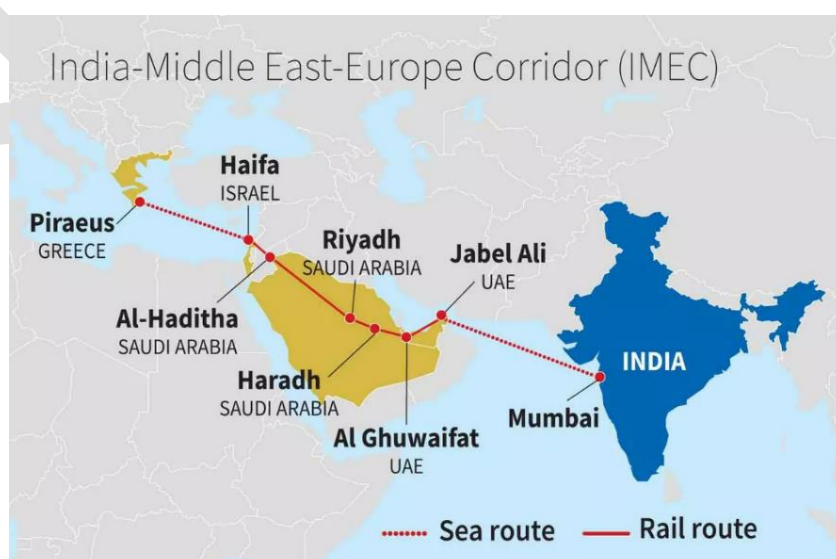 India-Middle East-Europe Corridor (IMEC)
Haifa
ISRAEL
Piraeus
GREECE
Riyadh
SAUDI ARABIA
Jabel Ali
UAE
Al-Haditha
SAUDI ARABIA
Haradh
SAUDI ARABIA
Al Ghuwaifat
UAE
INDIA
Mumbai
Sea route
Rail route